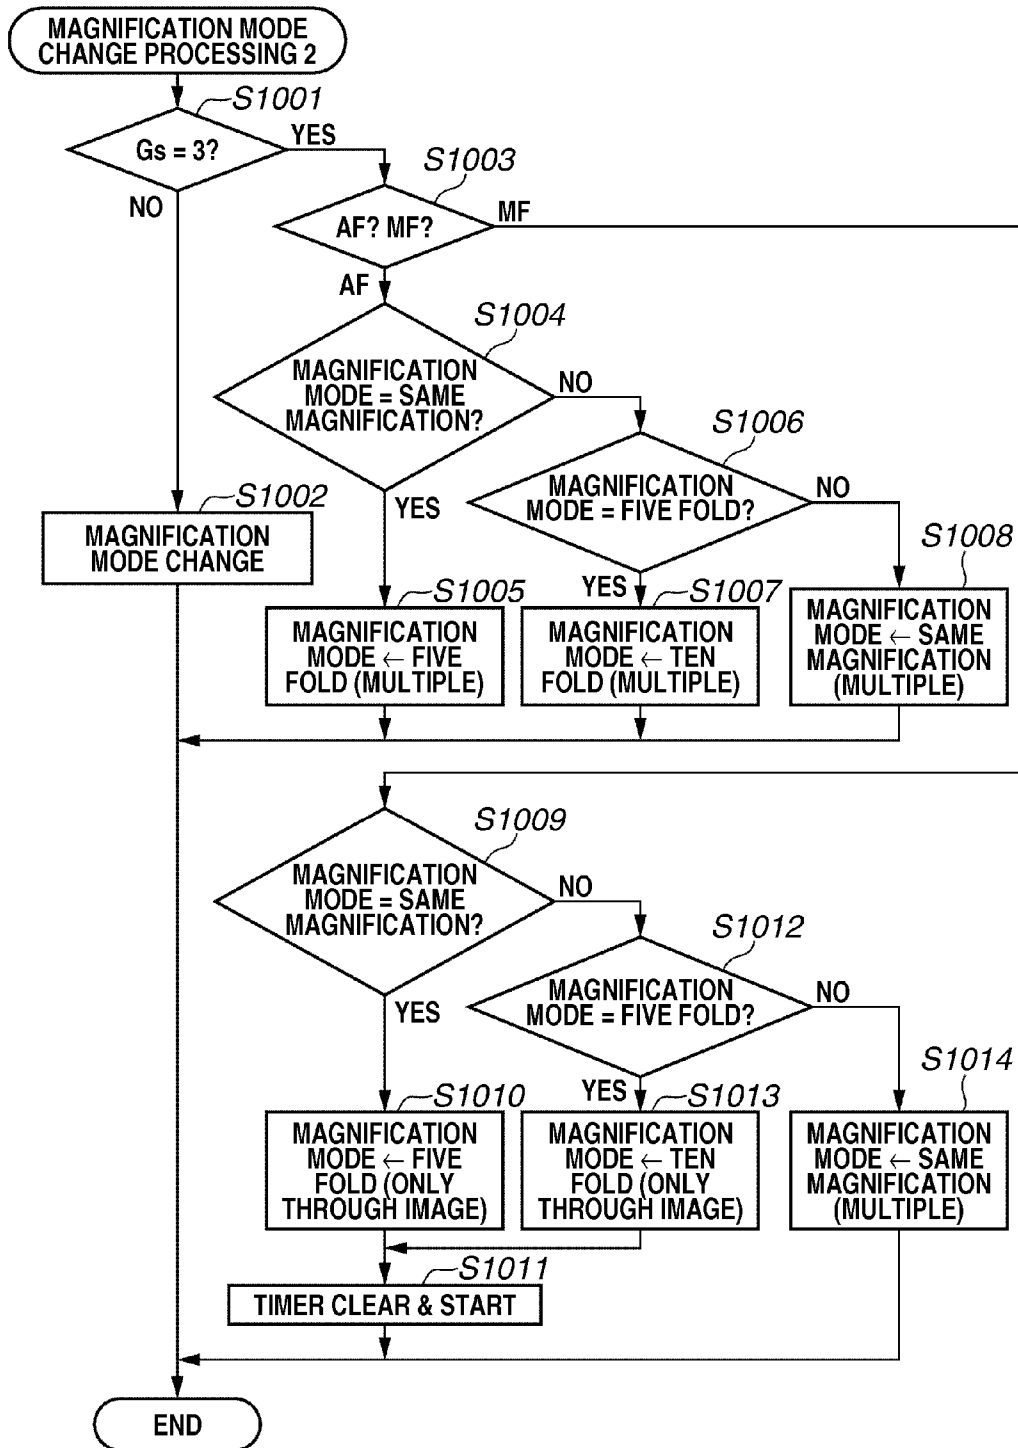 MAGNIFICATION MODE
CHANGE PROCESSING 2
S1001
Gs = 3?
YES
NO
S1003
AF? MF?
MF
AF
S1004
MAGNIFICATION
MODE = SAME
MAGNIFICATION?
NO
YES
S1006
MAGNIFICATION
MODE = FIVE FOLD?
NO
YES
S1002
MAGNIFICATION
MODE CHANGE
S1005
MAGNIFICATION
MODE ← FIVE
FOLD (MULTIPLE)
S1007
MAGNIFICATION
MODE ← TEN
FOLD (MULTIPLE)
S1008
MAGNIFICATION
MODE ← SAME
MAGNIFICATION
(MULTIPLE)
S1009
MAGNIFICATION
MODE = SAME
MAGNIFICATION?
NO
YES
S1012
MAGNIFICATION
MODE = FIVE FOLD?
NO
YES
S1010
MAGNIFICATION
MODE ← FIVE
FOLD (ONLY
THROUGH IMAGE)
S1013
MAGNIFICATION
MODE ← TEN
FOLD (ONLY
THROUGH IMAGE)
S1014
MAGNIFICATION
MODE ← SAME
MAGNIFICATION
(MULTIPLE)
S1011
TIMER CLEAR & START
END